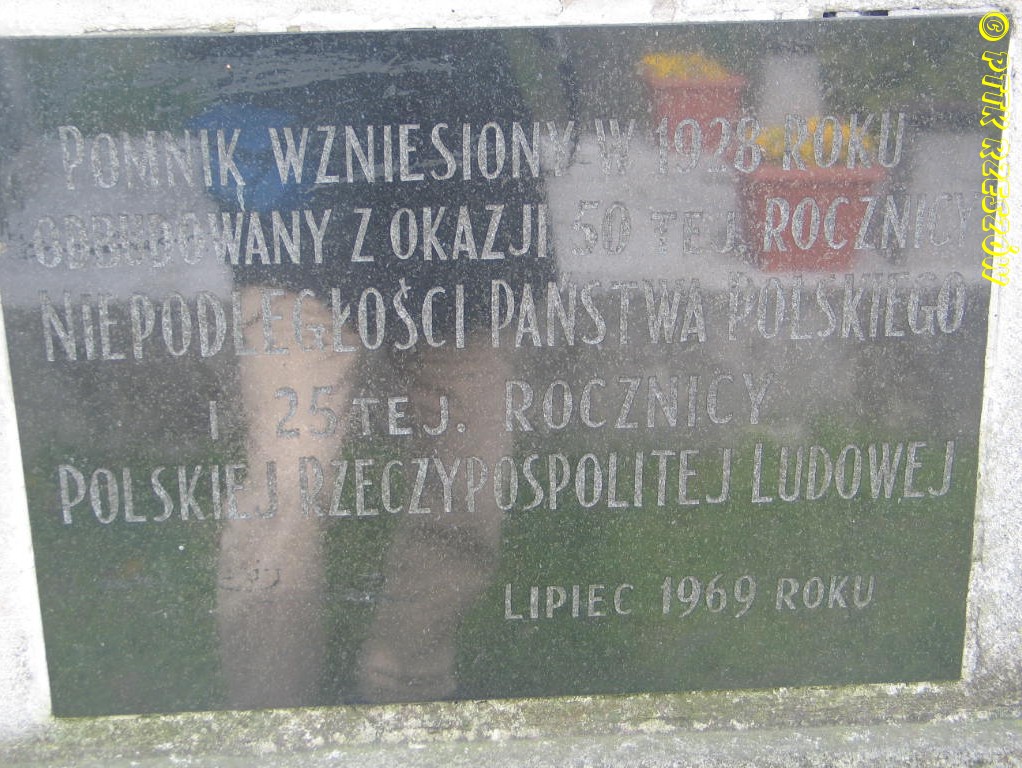 POMNIK WZNIESIONY W 1928 ROKU
ODBUDOWANY Z OKAZJI 50 TEJ. ROCZNICY
NIEPODLEGŁOŚCI PAŃSTWA POLSKIEGO
I 25 TEJ. ROCZNICY
POLSKIEJ RZECZYPOSPOLITEJ LUDOWEJ
LIPIEC 1969 ROKU
© PTTK RZESZÓW